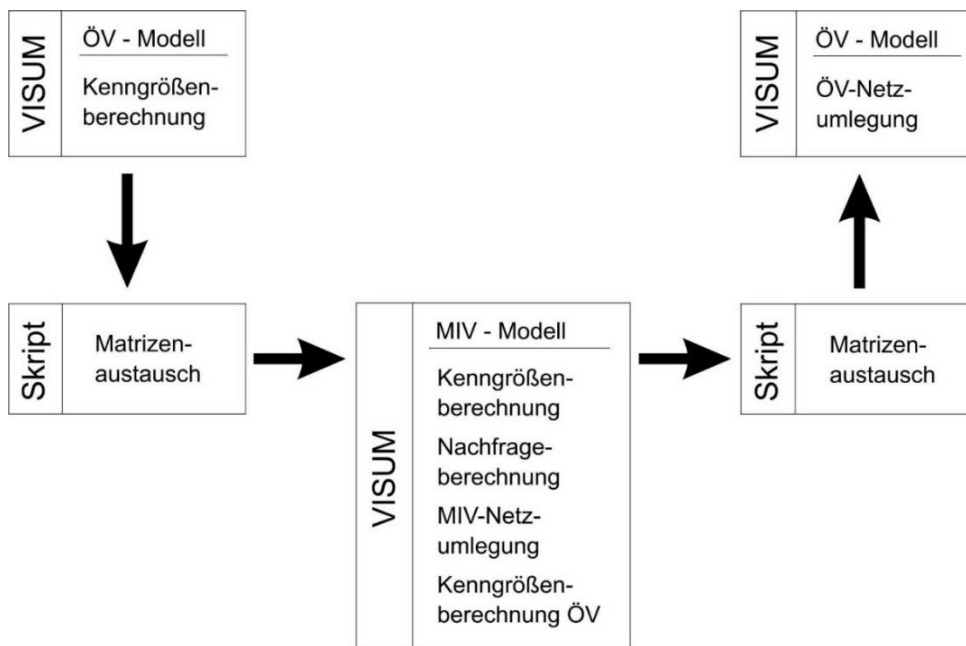 VISUM
ÖV - Modell
Kenngrößen-
berechnung
Skript
Matrizen-
austausch
VISUM
MIV - Modell
Kenngrößen-
berechnung
Nachfrage-
berechnung
MIV-Netz-
umlegung
Kenngrößen-
berechnung ÖV
Skript
Matrizen-
austausch
VISUM
ÖV - Modell
ÖV-Netz-
umlegung